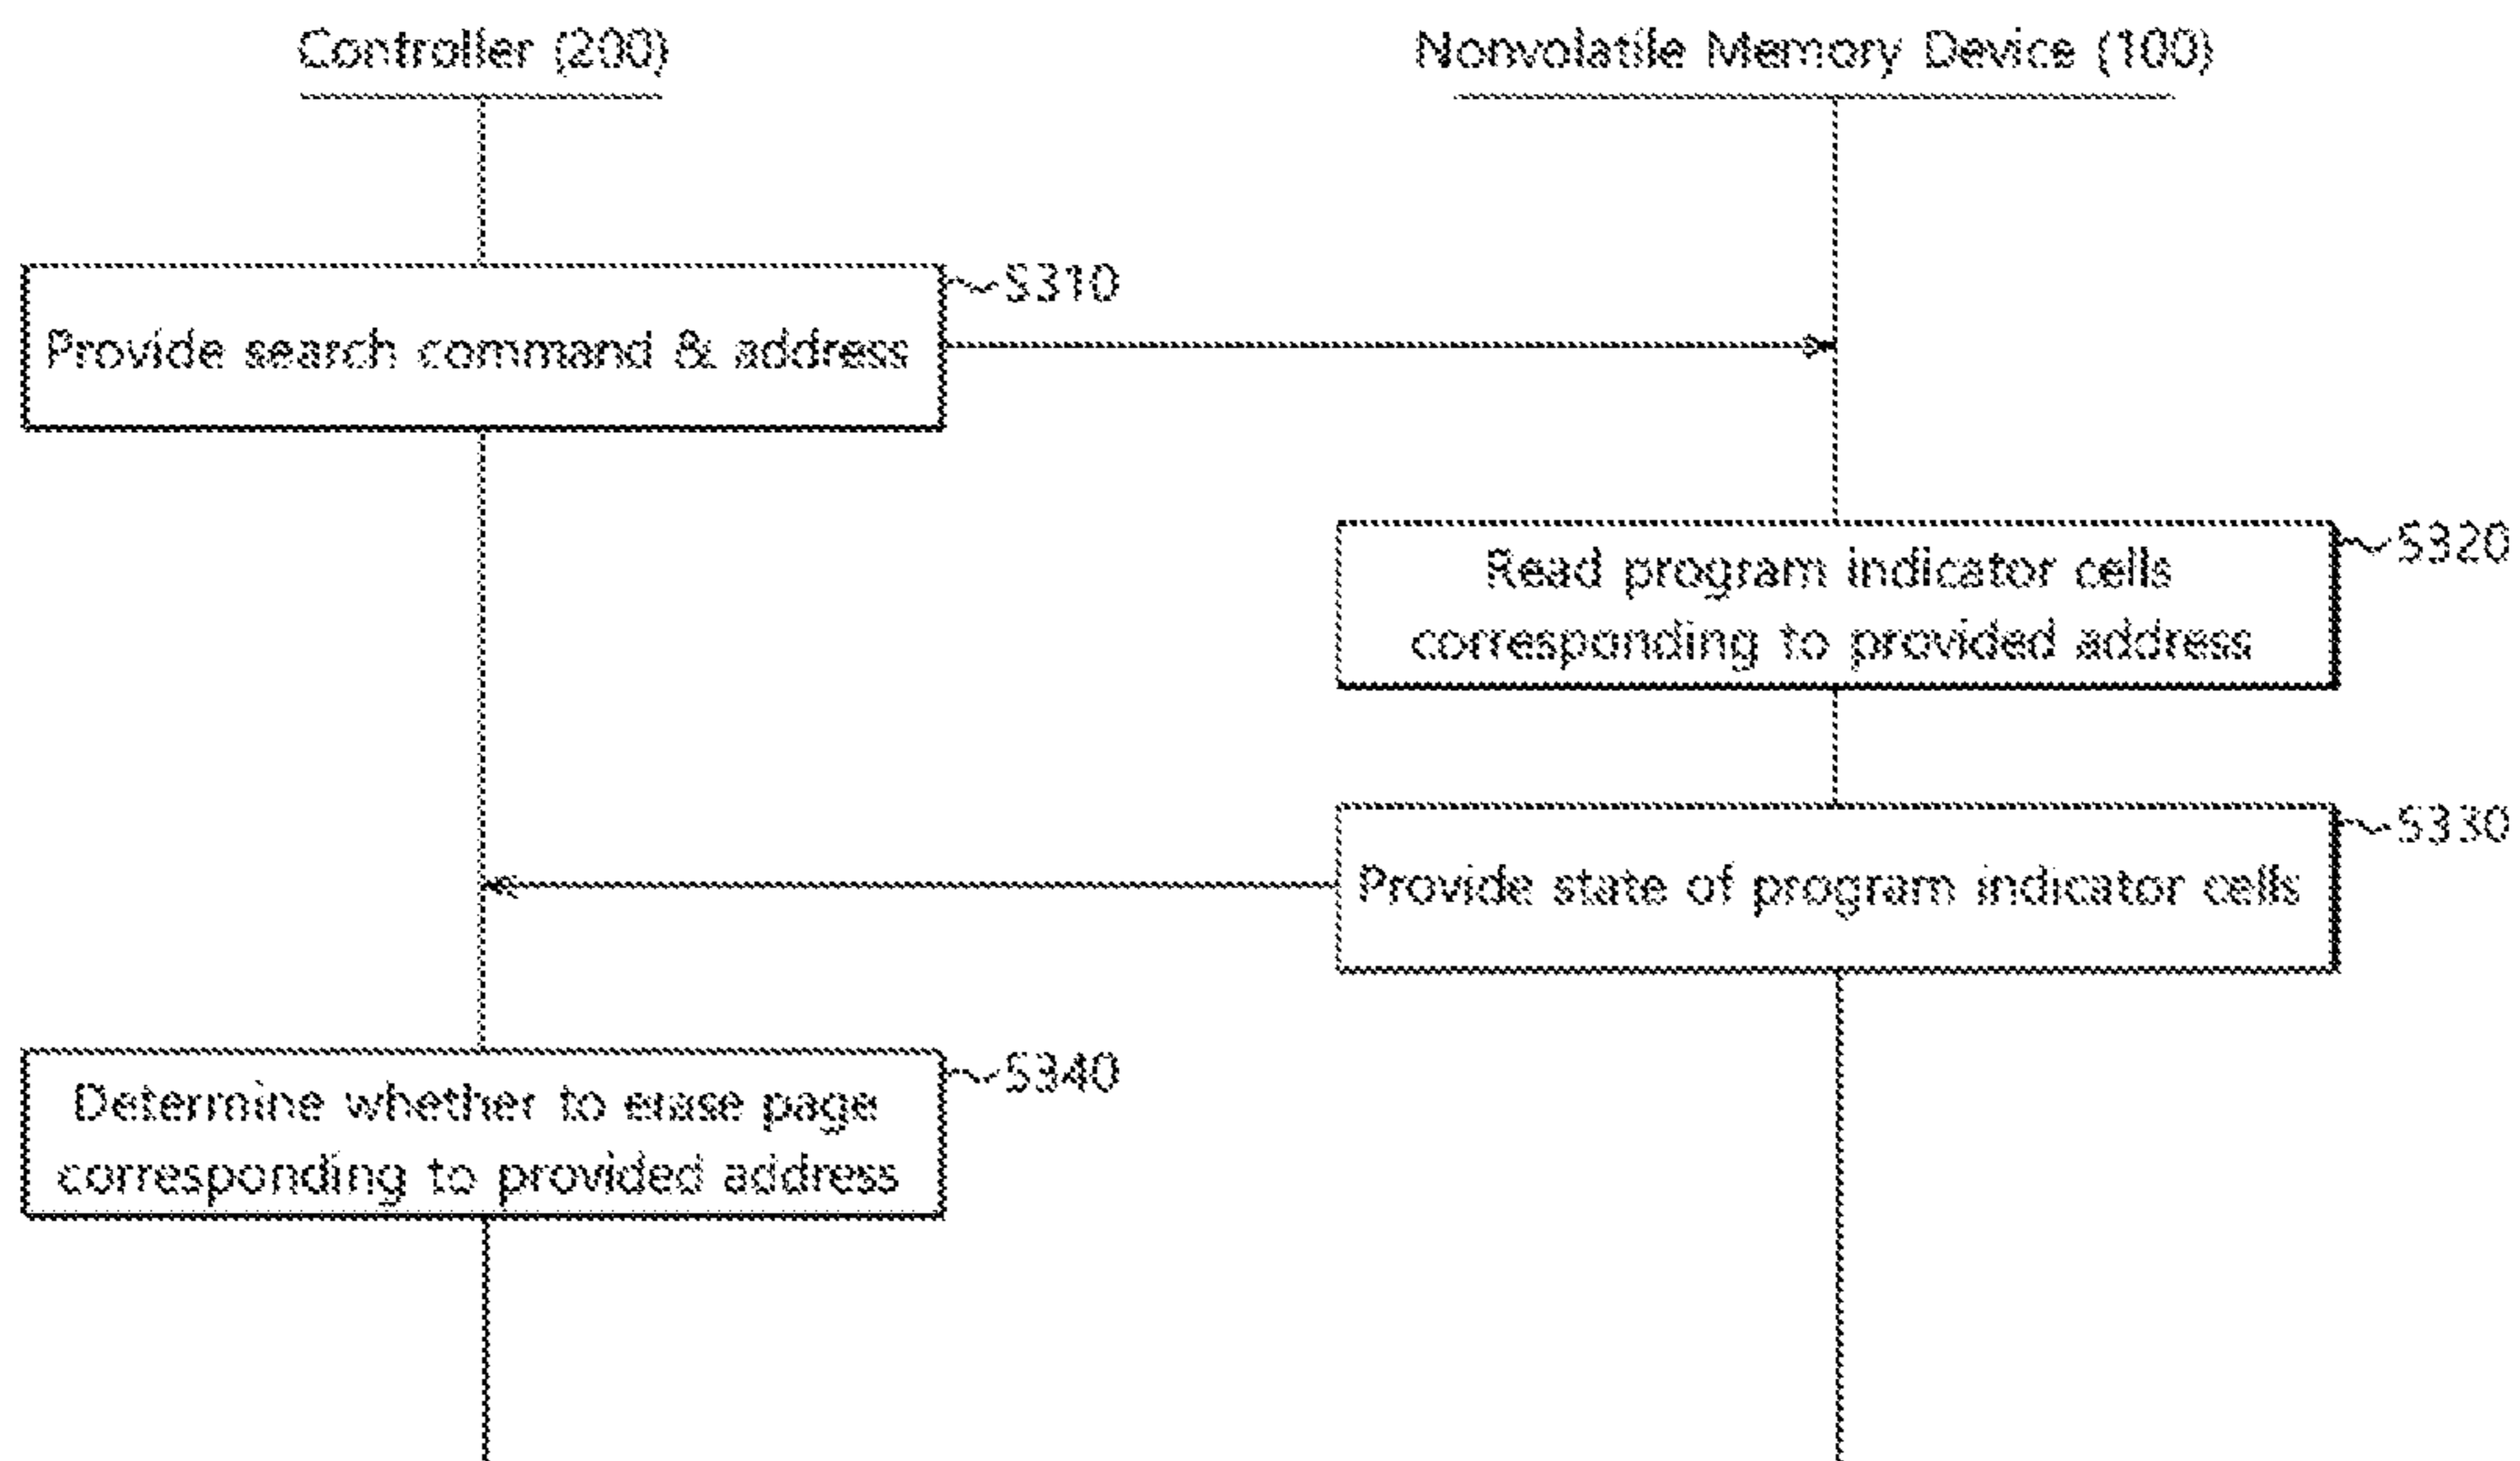 Controller (200)
Nonvolatile Memory Device (100)
S310
Provide search command & address
S320
Read program indicator cells
corresponding to provided address
S330
Provide state of program indicator cells
S340
Determine whether to erase page
corresponding to provided address